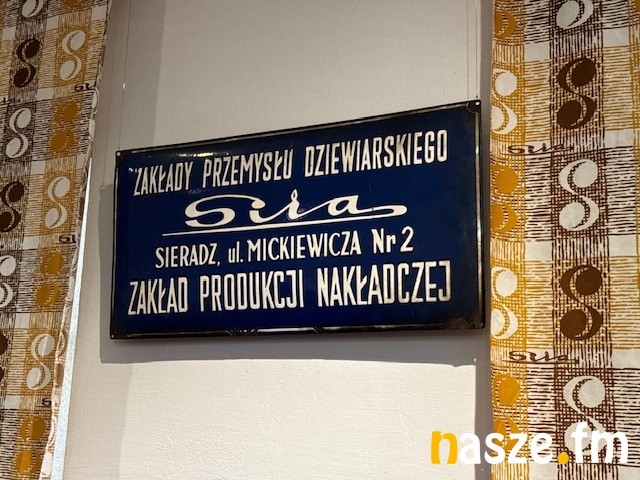 ZAKŁADY PRZEMYSŁU DZIEWIARSKIEGO
Sira
SIERADZ, ul. MICKIEWICZA Nr 2
ZAKŁAD PRODUKCJI NAKŁADCZEJ
nasze.fm